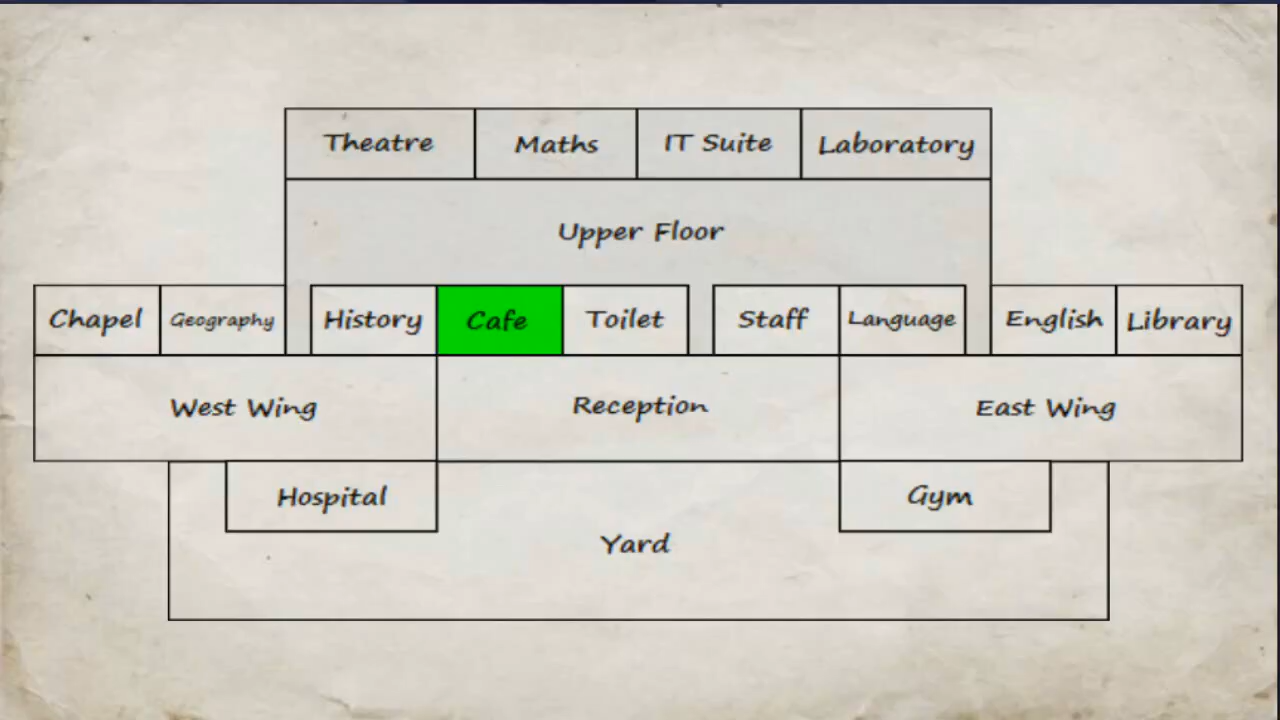 Theatre
Maths
IT Suite
Laboratory
Upper Floor
Chapel
Geography
History
Cafe
Toilet
Staff
Language
English
Library
West Wing
Reception
East Wing
Hospital
Gym
Yard